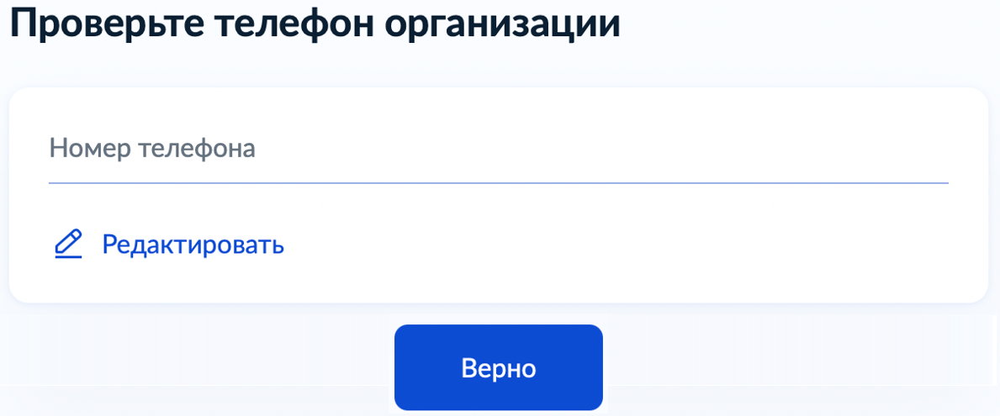 Проверьте телефон организации
Номер телефона
Редактировать
Верно